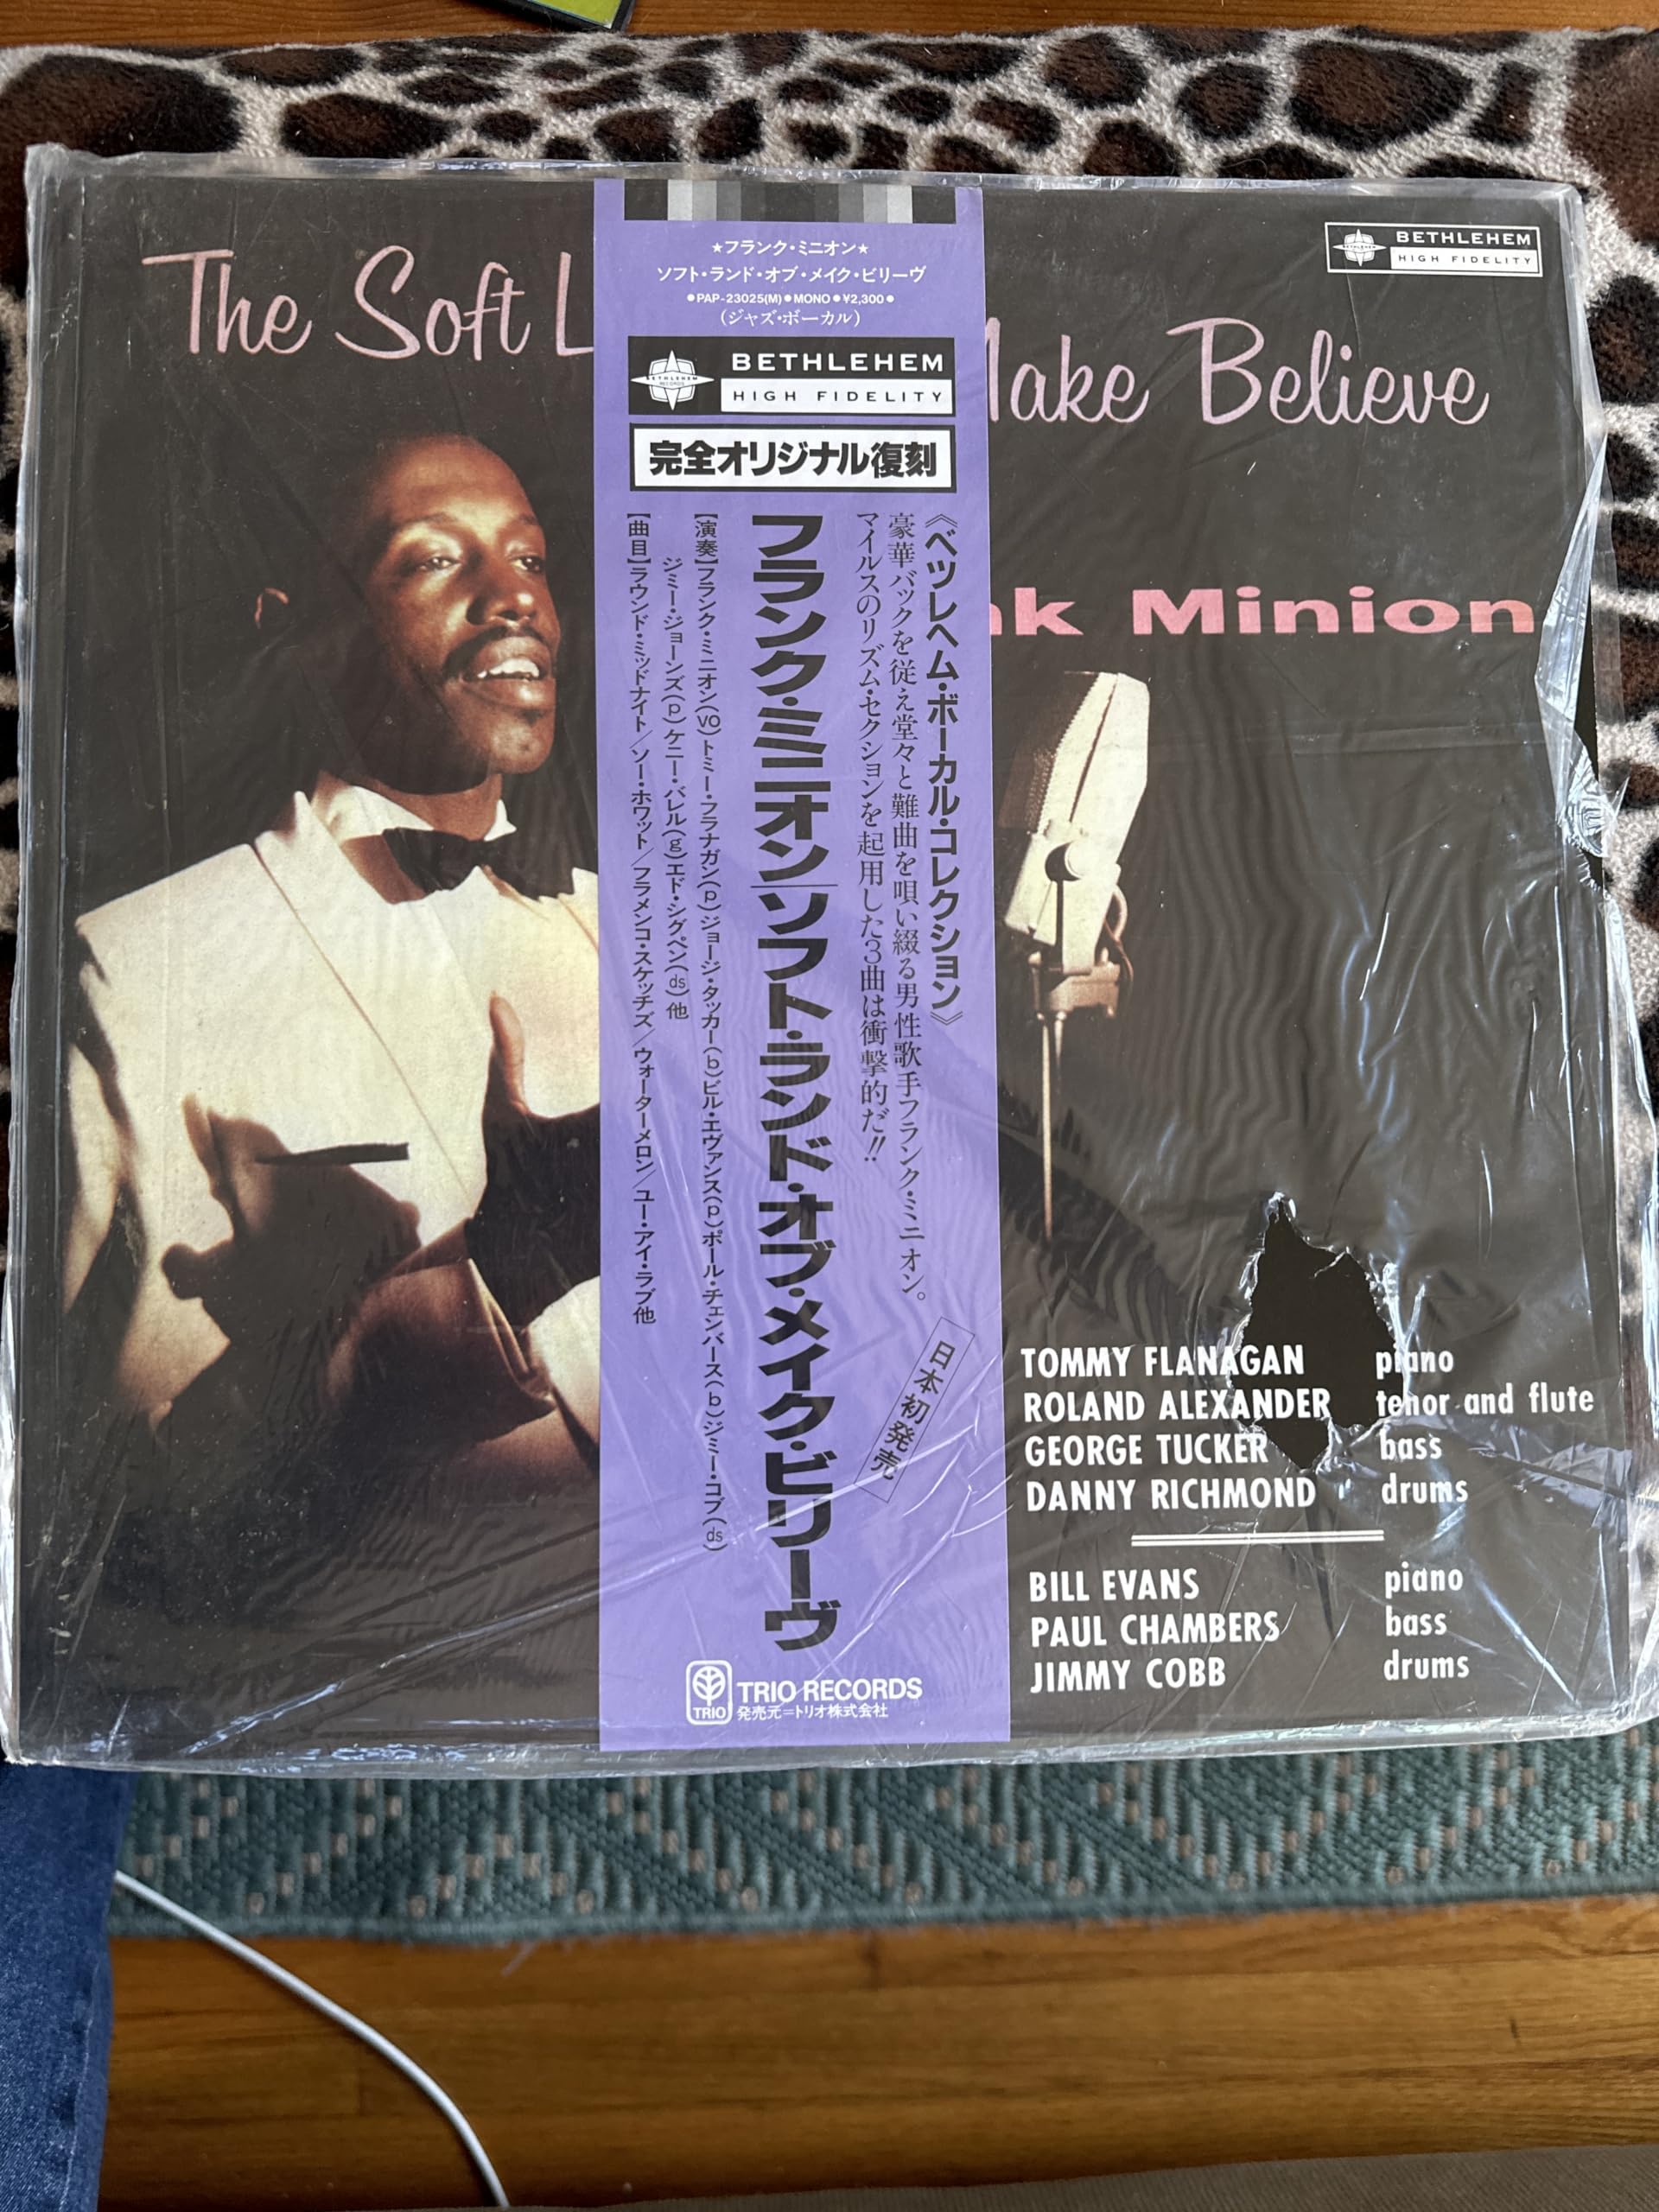 The Soft L
Make Believe
nk Minion
BETHLEHEM
HIGH FIDELITY
★フランク・ミニオン★
ソフト・ランド・オブ・メイク・ビリーヴ
●PAP-23025(M)●MONO●¥2,300●
(ジャズ・ボーカル)
BETHLEHEM
RECORDS
BETHLEHEM
HIGH FIDELITY
完全オリジナル復刻
《ベツレヘム・ボーカル・コレクション》
豪華バックを従え堂々と難曲を唄い綴る男性歌手フランク・ミニオン。
マイルスのリズム・セクションを起用した3曲は衝撃的だ!!
フランク・ミニオン/ソフト・ランド・オブ・メイク・ビリーヴ
【演奏】フランク・ミニオン(vo)トミー・フラナガン(p)ジョージ・タッカー(b)ビル・エヴァンス(p)ポール・チェンバース(b)ジミー・コブ(ds)
ジミー・ジョーンズ(p)ケニー・バレル(g)エド・シグペン(ds)他
【曲目】ラウンド・ミッドナイト/ソー・ホワット/フラメンコ・スケッチズ/ウォーターメロン/ユー・アイ・ラブ他
日本初発売
TRIO
TRIO RECORDS
発売元=トリオ株式会社
TOMMY FLANAGAN piano
ROLAND ALEXANDER tenor and flute
GEORGE TUCKER bass
DANNY RICHMOND drums
BILL EVANS piano
PAUL CHAMBERS bass
JIMMY COBB drums